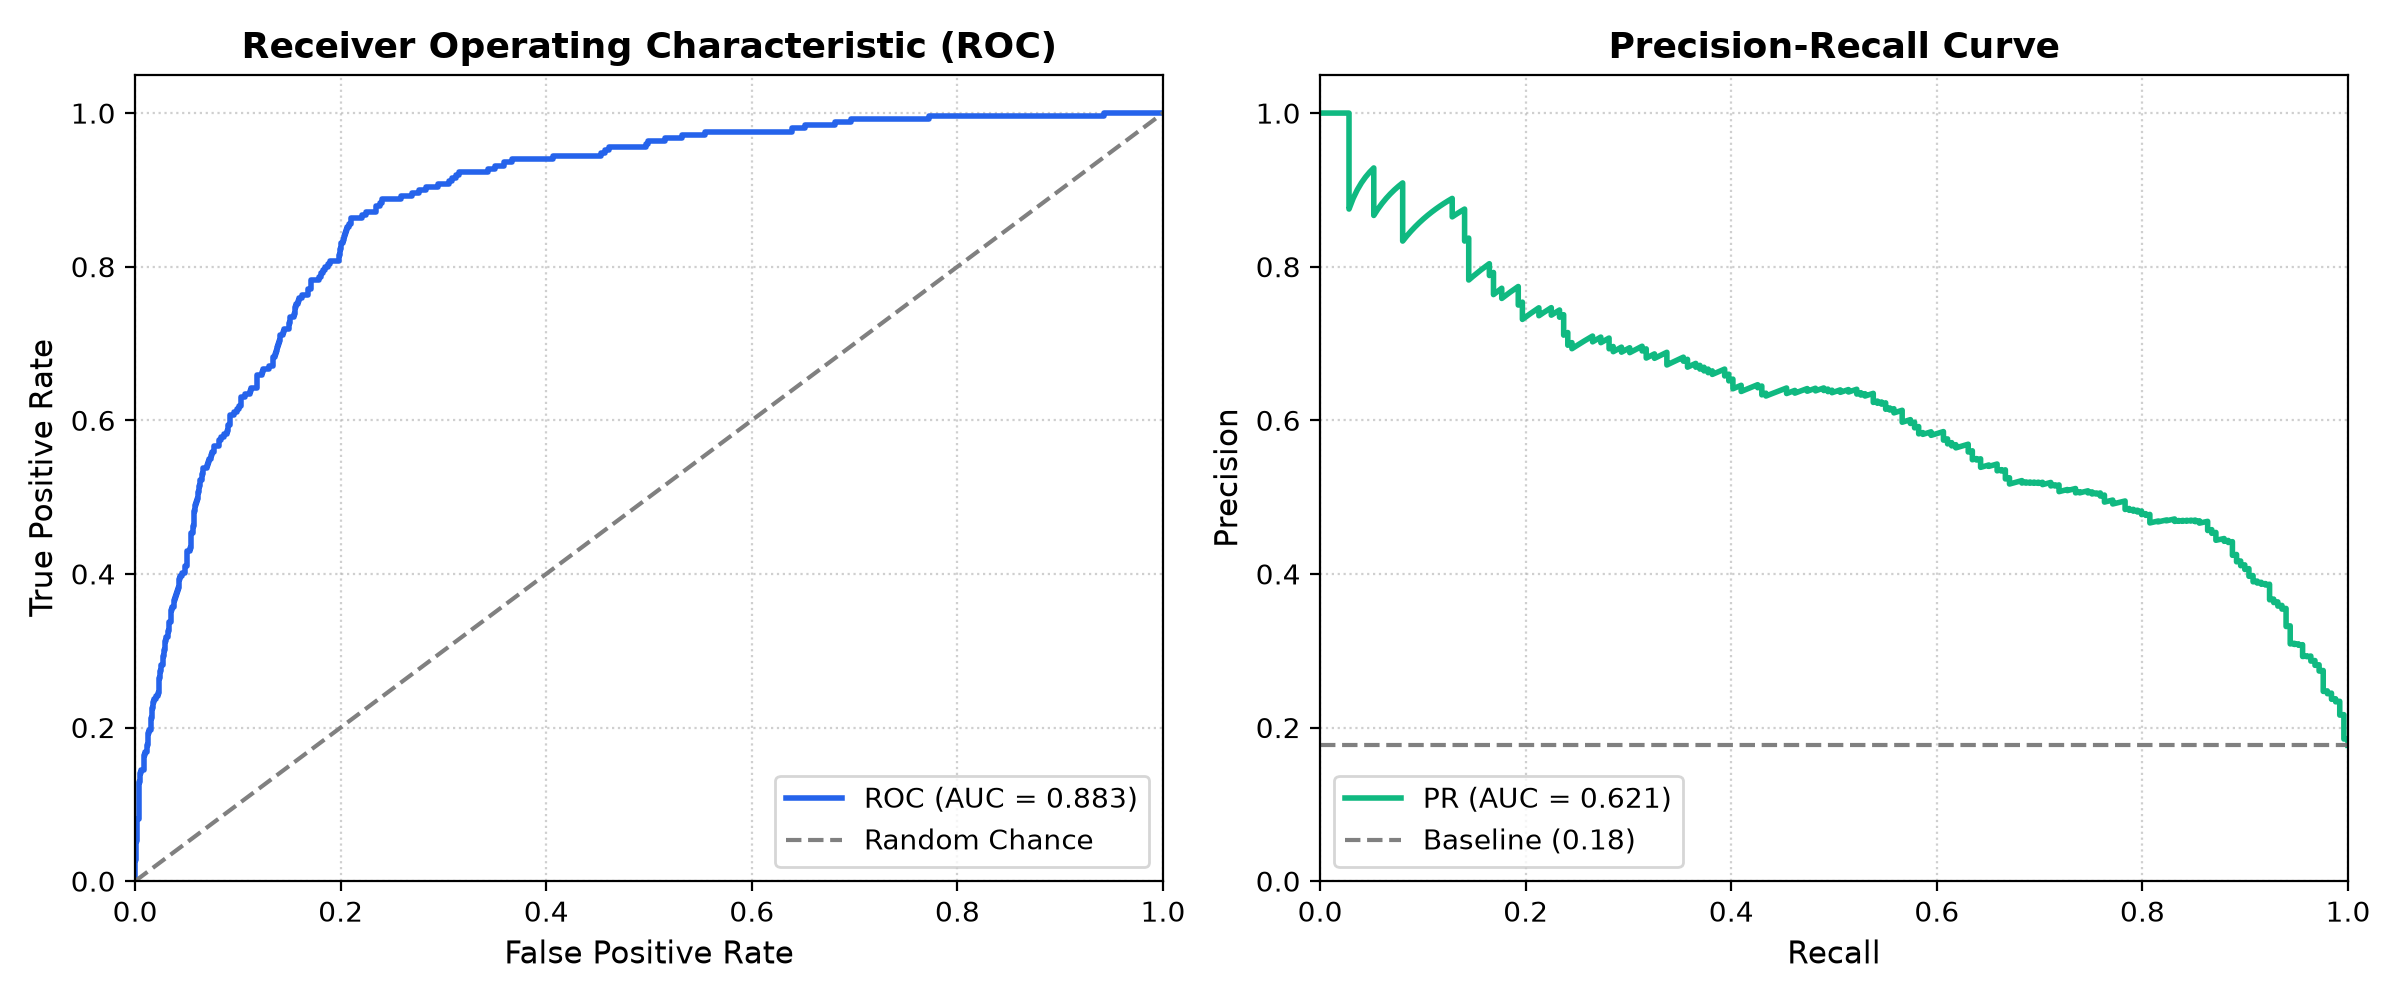 Receiver Operating Characteristic (ROC)
True Positive Rate
1.0
0.8
0.6
0.4
0.2
0.0
ROC (AUC = 0.883)
Random Chance
0.0 0.2 0.4 0.6 0.8 1.0
False Positive Rate
Precision-Recall Curve
Precision
1.0
0.8
0.6
0.4
0.2
0.0
PR (AUC = 0.621)
Baseline (0.18)
0.0 0.2 0.4 0.6 0.8 1.0
Recall